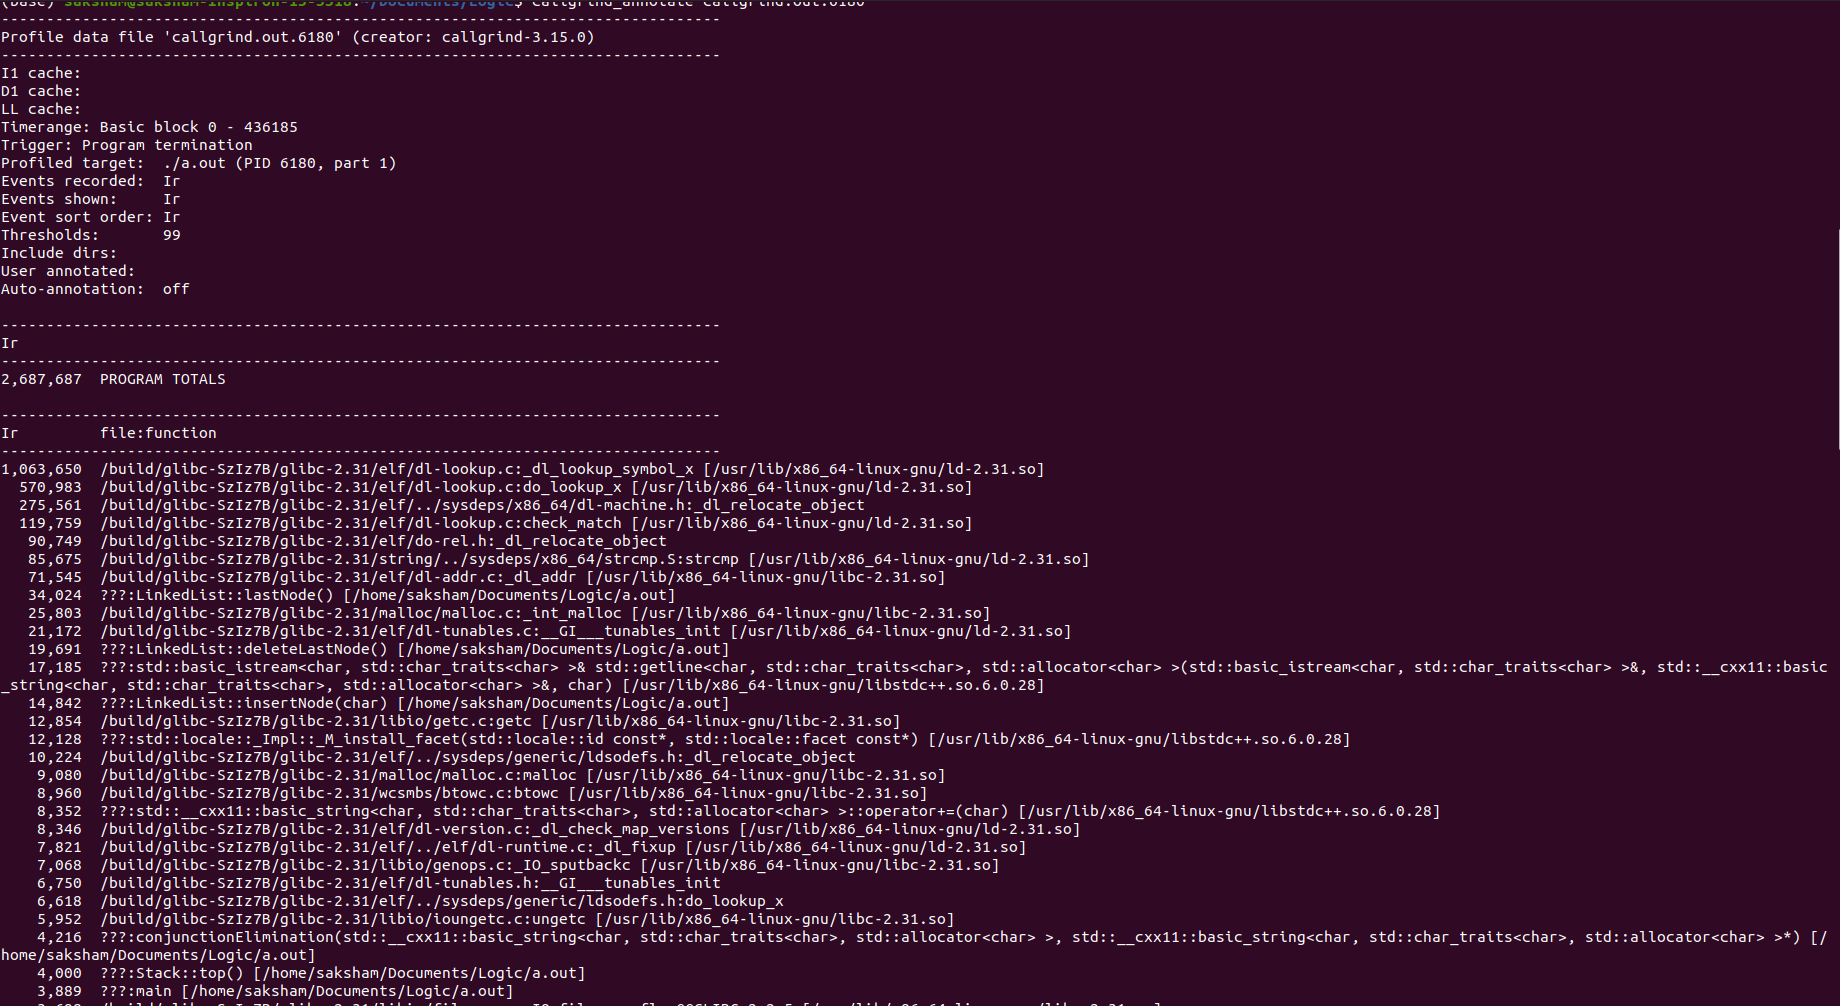 (base) saksham@saksham-Inspiron-15-5518:~/Documents/Logic$ callgrind_annotate callgrind.out.6180
--------------------------------------------------------------------------------
Profile data file 'callgrind.out.6180' (creator: callgrind-3.15.0)
--------------------------------------------------------------------------------
I1 cache:
D1 cache:
LL cache:
Timerange: Basic block 0 - 436185
Trigger: Program termination
Profiled target:  ./a.out (PID 6180, part 1)
Events recorded:  Ir
Events shown:     Ir
Event sort order: Ir
Thresholds:       99
Include dirs:
User annotated:
Auto-annotation:  off
--------------------------------------------------------------------------------
Ir
--------------------------------------------------------------------------------
2,687,687  PROGRAM TOTALS
--------------------------------------------------------------------------------
Ir         file:function
--------------------------------------------------------------------------------
1,063,650  /build/glibc-SzIz7B/glibc-2.31/elf/dl-lookup.c:_dl_lookup_symbol_x [/usr/lib/x86_64-linux-gnu/ld-2.31.so]
  570,983  /build/glibc-SzIz7B/glibc-2.31/elf/dl-lookup.c:do_lookup_x [/usr/lib/x86_64-linux-gnu/ld-2.31.so]
  275,561  /build/glibc-SzIz7B/glibc-2.31/elf/../sysdeps/x86_64/dl-machine.h:_dl_relocate_object
  119,759  /build/glibc-SzIz7B/glibc-2.31/elf/dl-lookup.c:check_match [/usr/lib/x86_64-linux-gnu/ld-2.31.so]
   90,749  /build/glibc-SzIz7B/glibc-2.31/elf/do-rel.h:_dl_relocate_object
   85,675  /build/glibc-SzIz7B/glibc-2.31/string/../sysdeps/x86_64/strcmp.S:strcmp [/usr/lib/x86_64-linux-gnu/ld-2.31.so]
   71,545  /build/glibc-SzIz7B/glibc-2.31/elf/dl-addr.c:_dl_addr [/usr/lib/x86_64-linux-gnu/libc-2.31.so]
   34,024  ???:LinkedList::lastNode() [/home/saksham/Documents/Logic/a.out]
   25,803  /build/glibc-SzIz7B/glibc-2.31/malloc/malloc.c:_int_malloc [/usr/lib/x86_64-linux-gnu/libc-2.31.so]
   21,172  /build/glibc-SzIz7B/glibc-2.31/elf/dl-tunables.c:__GI___tunables_init [/usr/lib/x86_64-linux-gnu/ld-2.31.so]
   19,691  ???:LinkedList::deleteLastNode() [/home/saksham/Documents/Logic/a.out]
   17,185  ???:std::basic_istream<char, std::char_traits<char> >& std::getline<char, std::char_traits<char>, std::allocator<char> >(std::basic_istream<char, std::char_traits<char> >&, std::__cxx11::basic
_string<char, std::char_traits<char>, std::allocator<char> >&, char) [/usr/lib/x86_64-linux-gnu/libstdc++.so.6.0.28]
   14,842  ???:LinkedList::insertNode(char) [/home/saksham/Documents/Logic/a.out]
   12,854  /build/glibc-SzIz7B/glibc-2.31/libio/getc.c:getc [/usr/lib/x86_64-linux-gnu/libc-2.31.so]
   12,128  ???:std::locale::_Impl::_M_install_facet(std::locale::id const*, std::locale::facet const*) [/usr/lib/x86_64-linux-gnu/libstdc++.so.6.0.28]
   10,224  /build/glibc-SzIz7B/glibc-2.31/elf/../sysdeps/generic/ldsodefs.h:_dl_relocate_object
    9,080  /build/glibc-SzIz7B/glibc-2.31/malloc/malloc.c:malloc [/usr/lib/x86_64-linux-gnu/libc-2.31.so]
    8,960  /build/glibc-SzIz7B/glibc-2.31/wcsmbs/btowc.c:btowc [/usr/lib/x86_64-linux-gnu/libc-2.31.so]
    8,352  ???:std::__cxx11::basic_string<char, std::char_traits<char>, std::allocator<char> >::operator+=(char) [/usr/lib/x86_64-linux-gnu/libstdc++.so.6.0.28]
    8,346  /build/glibc-SzIz7B/glibc-2.31/elf/dl-version.c:_dl_check_map_versions [/usr/lib/x86_64-linux-gnu/ld-2.31.so]
    7,821  /build/glibc-SzIz7B/glibc-2.31/elf/../elf/dl-runtime.c:_dl_fixup [/usr/lib/x86_64-linux-gnu/ld-2.31.so]
    7,068  /build/glibc-SzIz7B/glibc-2.31/libio/genops.c:_IO_sputbackc [/usr/lib/x86_64-linux-gnu/libc-2.31.so]
    6,750  /build/glibc-SzIz7B/glibc-2.31/elf/dl-tunables.h:__GI___tunables_init
    6,618  /build/glibc-SzIz7B/glibc-2.31/elf/../sysdeps/generic/ldsodefs.h:do_lookup_x
    5,952  /build/glibc-SzIz7B/glibc-2.31/libio/ioungetc.c:ungetc [/usr/lib/x86_64-linux-gnu/libc-2.31.so]
    4,216  ???:conjunctionElimination(std::__cxx11::basic_string<char, std::char_traits<char>, std::allocator<char> >, std::__cxx11::basic_string<char, std::char_traits<char>, std::allocator<char> >*) [/
home/saksham/Documents/Logic/a.out]
    4,000  ???:Stack::top() [/home/saksham/Documents/Logic/a.out]
    3,889  ???:main [/home/saksham/Documents/Logic/a.out]